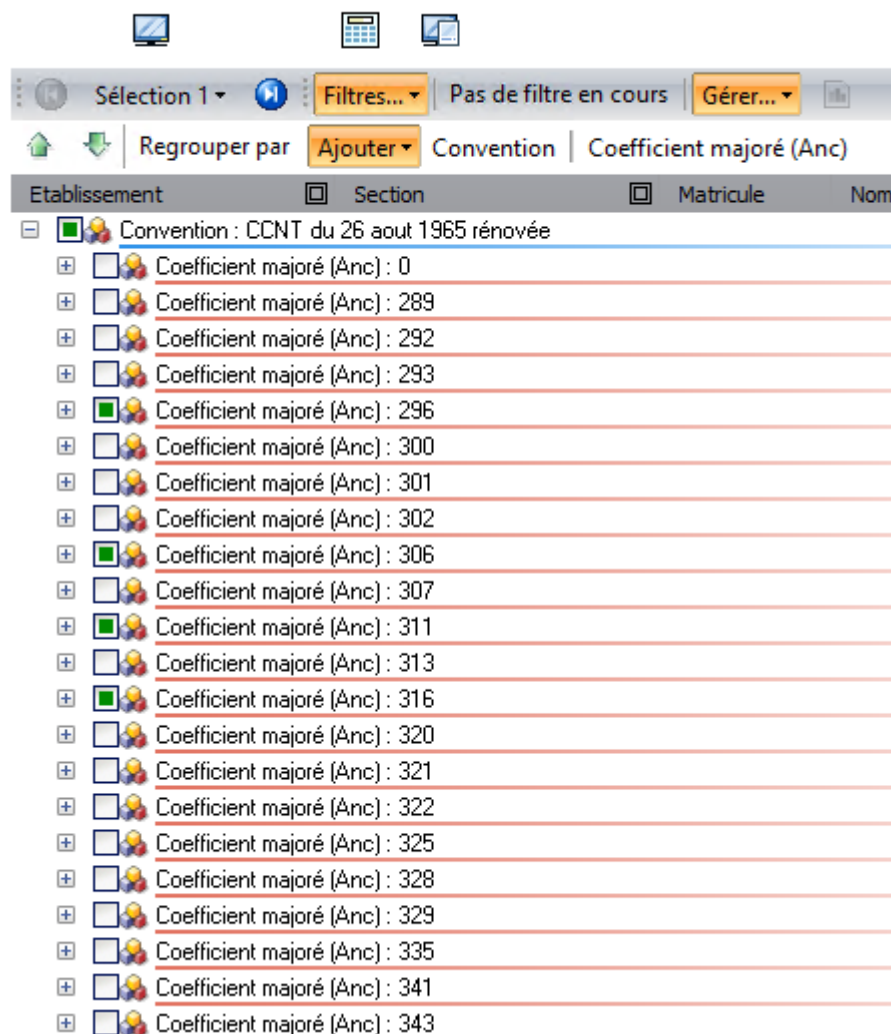 Sélection 1 Filtres... Pas de filtre en cours Gérer...
Regrouper par Ajouter Convention Coefficient majoré (Anc)
Etablissement Section Matricule Nom
Convention : CCNT du 26 aout 1965 rénovée
Coefficient majoré (Anc) : 0
Coefficient majoré (Anc) : 289
Coefficient majoré (Anc) : 292
Coefficient majoré (Anc) : 293
Coefficient majoré (Anc) : 296
Coefficient majoré (Anc) : 300
Coefficient majoré (Anc) : 301
Coefficient majoré (Anc) : 302
Coefficient majoré (Anc) : 306
Coefficient majoré (Anc) : 307
Coefficient majoré (Anc) : 311
Coefficient majoré (Anc) : 313
Coefficient majoré (Anc) : 316
Coefficient majoré (Anc) : 320
Coefficient majoré (Anc) : 321
Coefficient majoré (Anc) : 322
Coefficient majoré (Anc) : 325
Coefficient majoré (Anc) : 328
Coefficient majoré (Anc) : 329
Coefficient majoré (Anc) : 335
Coefficient majoré (Anc) : 341
Coefficient majoré (Anc) : 343